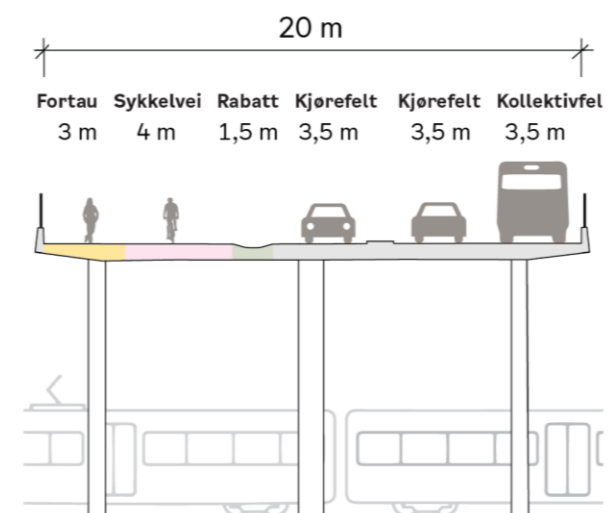 20 m
Fortau Sykkelvei Rabatt Kjørefelt Kjørefelt Kollektivfel
3 m 4 m 1,5 m 3,5 m 3,5 m 3,5 m